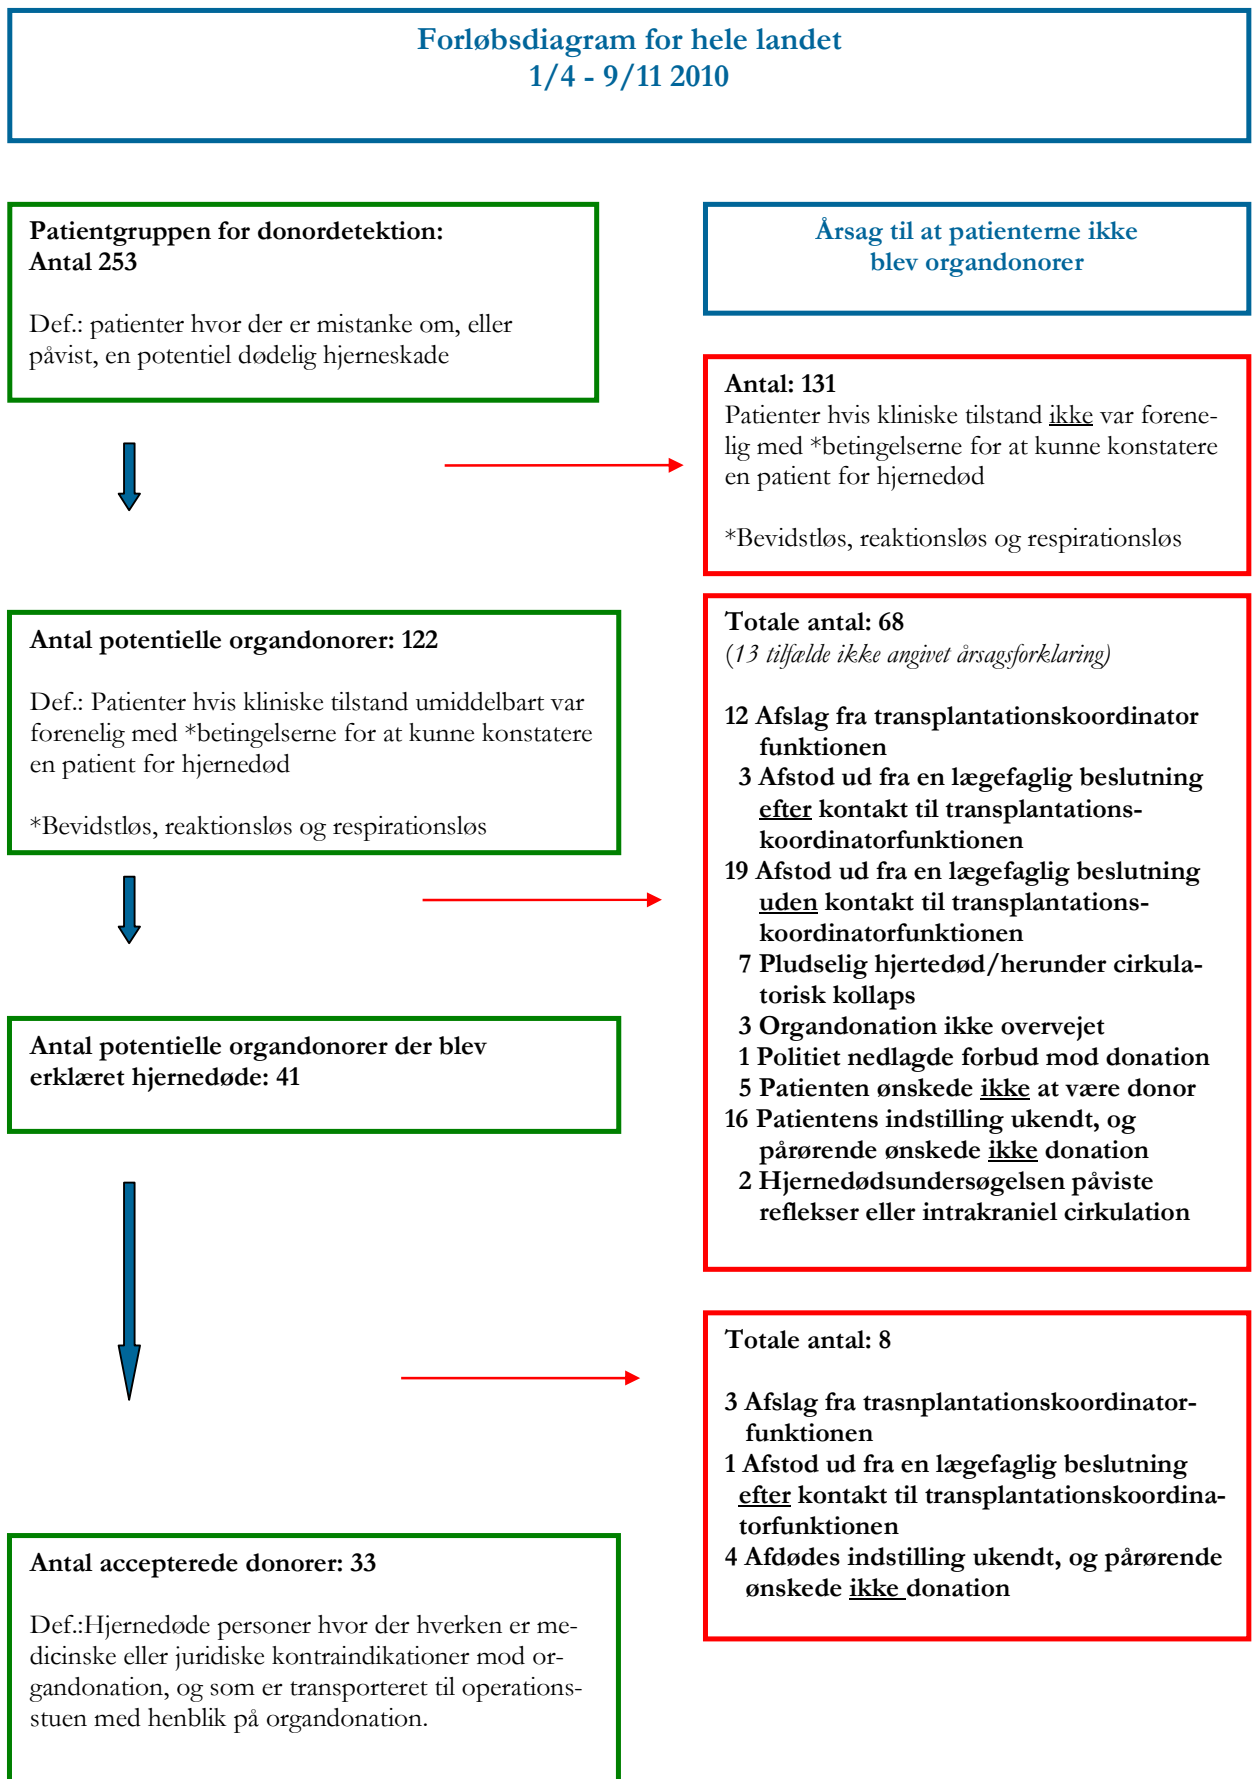 Forløbsdiagram for hele landet
1/4 - 9/11 2010
Patientgruppen for donordetektion:
Antal 253
Def.: patienter hvor der er mistanke om, eller
påvist, en potentiel dødelig hjerneskade
Årsag til at patienterne ikke
blev organdonorer
Antal: 131
Patienter hvis kliniske tilstand ikke var forene-
lig med *betingelserne for at kunne konstatere
en patient for hjernedød
*Bevidstløs, reaktionsløs og respirationsløs
Antal potentielle organdonorer: 122
Def.: Patienter hvis kliniske tilstand umiddelbart var
forenelig med *betingelserne for at kunne konstatere
en patient for hjernedød
*Bevidstløs, reaktionsløs og respirationsløs
Totale antal: 68
(13 tilfælde ikke angivet årsagsforklaring)
12 Afslag fra transplantationskoordinator
funktionen
3 Afstod ud fra en lægefaglig beslutning
efter kontakt til transplantations-
koordinatorfunktionen
19 Afstod ud fra en lægefaglig beslutning
uden kontakt til transplantations-
koordinatorfunktionen
7 Pludselig hjertedød/herunder cirkula-
torisk kollaps
3 Organdonation ikke overvejet
1 Politiet nedlagde forbud mod donation
5 Patienten ønskede ikke at være donor
16 Patientens indstilling ukendt, og
pårørende ønskede ikke donation
2 Hjernedødsundersøgelsen påviste
reflekser eller intrakraniel cirkulation
Antal potentielle organdonorer der blev
erklæret hjernedøde: 41
Totale antal: 8
3 Afslag fra trasnplantationskoordinator-
funktionen
1 Afstod ud fra en lægefaglig beslutning
efter kontakt til transplantationskoordina-
torfunktionen
4 Afdødes indstilling ukendt, og pårørende
ønskede ikke donation
Antal accepterede donorer: 33
Def.:Hjernedøde personer hvor der hverken er me-
dicinske eller juridiske kontraindikationer mod or-
gandonation, og som er transporteret til operations-
stuen med henblik på organdonation.